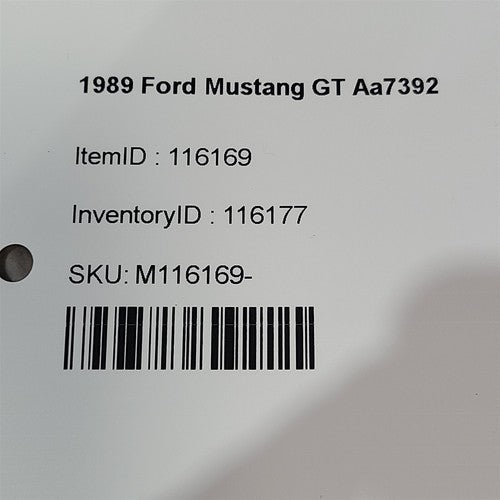 1989 Ford Mustang GT Aa7392
ItemID : 116169
InventoryID : 116177
SKU: M116169-